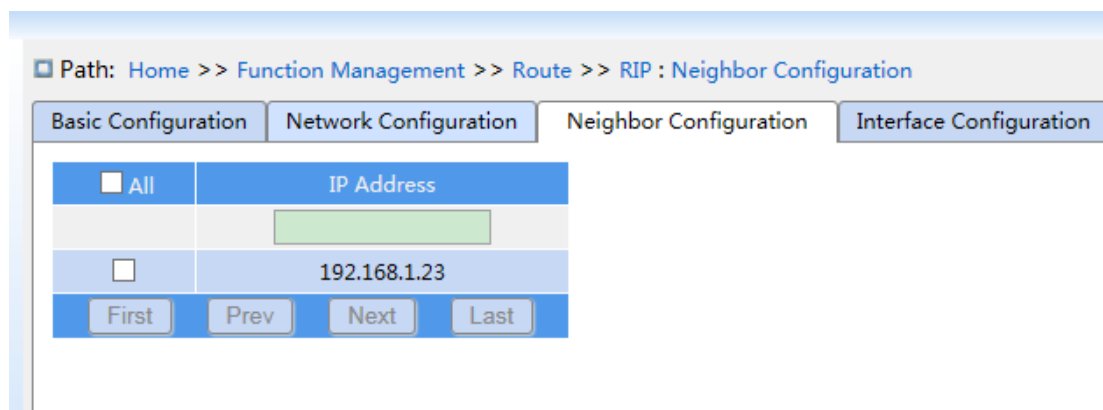 Path: Home >> Function Management >> Route >> RIP : Neighbor Configuration
Basic Configuration Network Configuration Neighbor Configuration Interface Configuration
All IP Address
192.168.1.23
First Prev Next Last